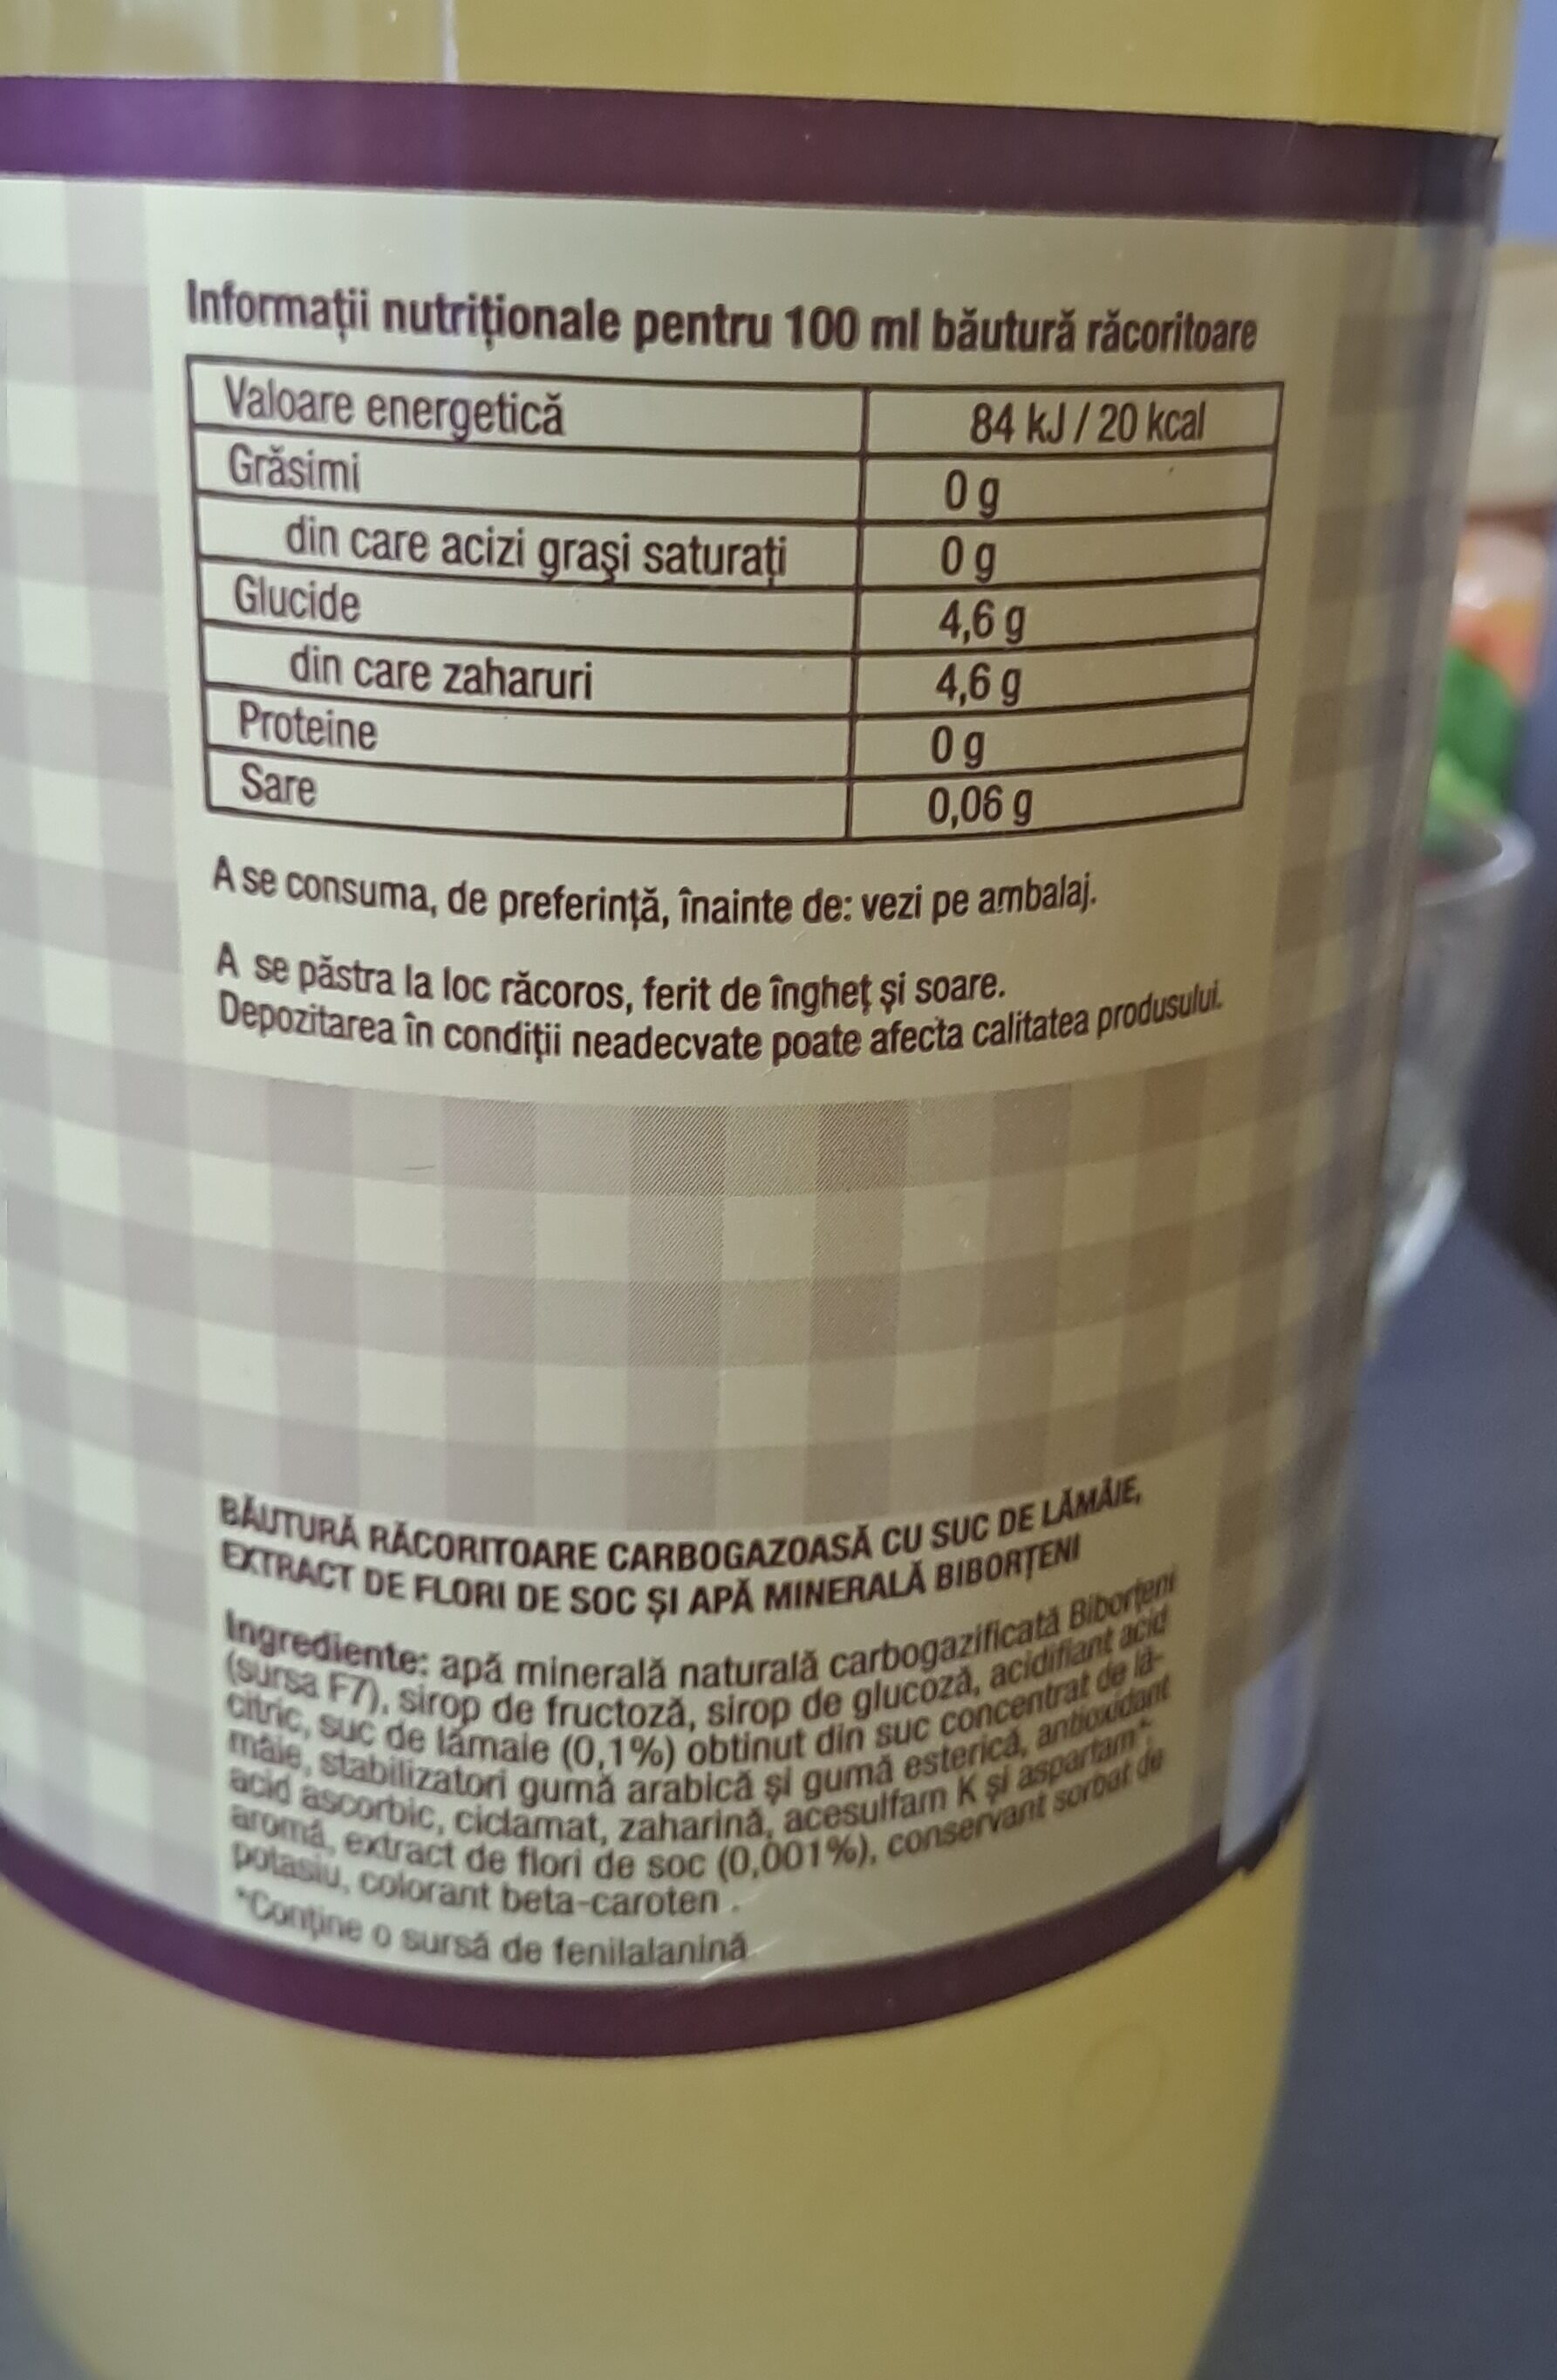 Informații nutriționale pentru 100 ml băutură răcoritoare
Valoare energetică 84 kJ / 20 kcal
Grăsimi 0 g
din care acizi grași saturați 0 g
Glucide 4,6 g
din care zaharuri 4,6 g
Proteine 0 g
Sare 0,06 g
A se consuma, de preferință, înainte de: vezi pe ambalaj.
A se păstra la loc răcoros, ferit de îngheț și soare.
Depozitarea în condiții neadecvate poate afecta calitatea produsului.
BĂUTURĂ RĂCORITOARE CARBOGAZOASĂ CU SUC DE LĂMÂIE,
EXTRACT DE FLORI DE SOC ȘI APĂ MINERALĂ BIBORȚENI
Ingrediente: apă minerală naturală carbogazificată Biborțeni
(sursa F7), sirop de fructoză, sirop de glucoză, acidifiant acid
citric, suc de lămaie (0,1%) obtinut din suc concentrat de lă-
mâie, stabilizatori gumă arabică și gumă esterică, antioxidant
acid ascorbic, ciclamat, zaharină, acesulfam K și aspartam*,
aromă, extract de flori de soc (0,001%), conservant sorbat de
potasiu, colorant beta-caroten .
*Conține o sursă de fenilalanină